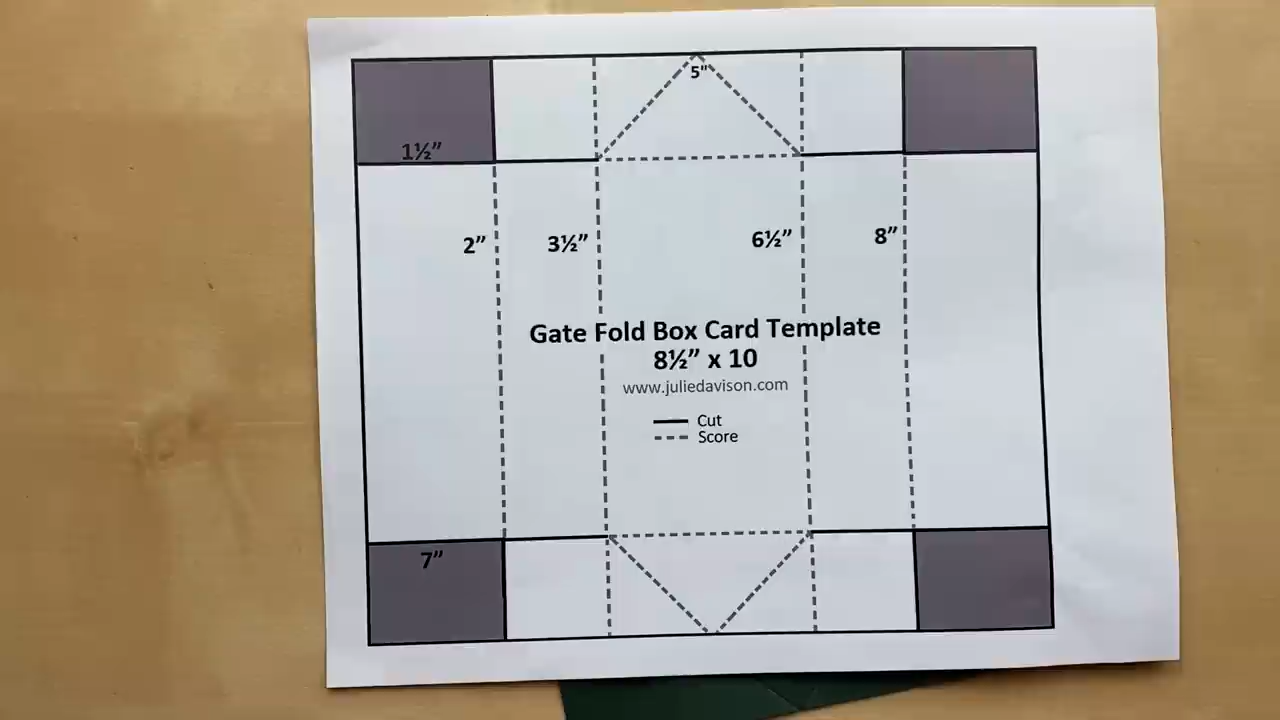 5"
1½”
2”
3½”
6½”
8”
Gate Fold Box Card Template
8½” x 10
www.juliedavison.com
Cut
Score
7”